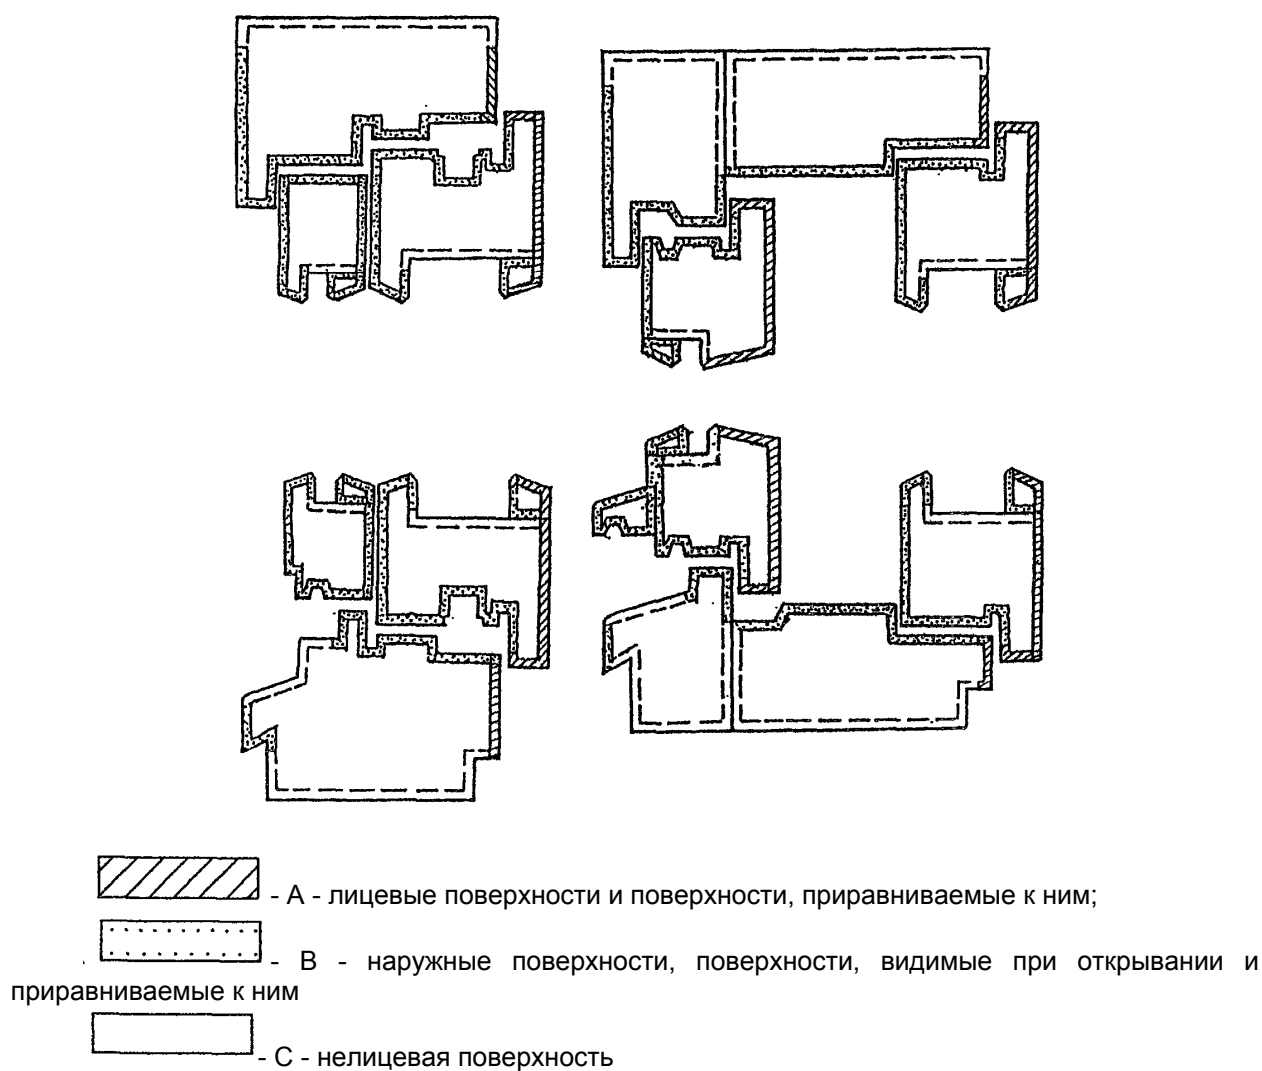 - А - лицевые поверхности и поверхности, приравниваемые к ним;
- В - наружные поверхности, поверхности, видимые при открывании и
приравниваемые к ним
- С - нелицевая поверхность